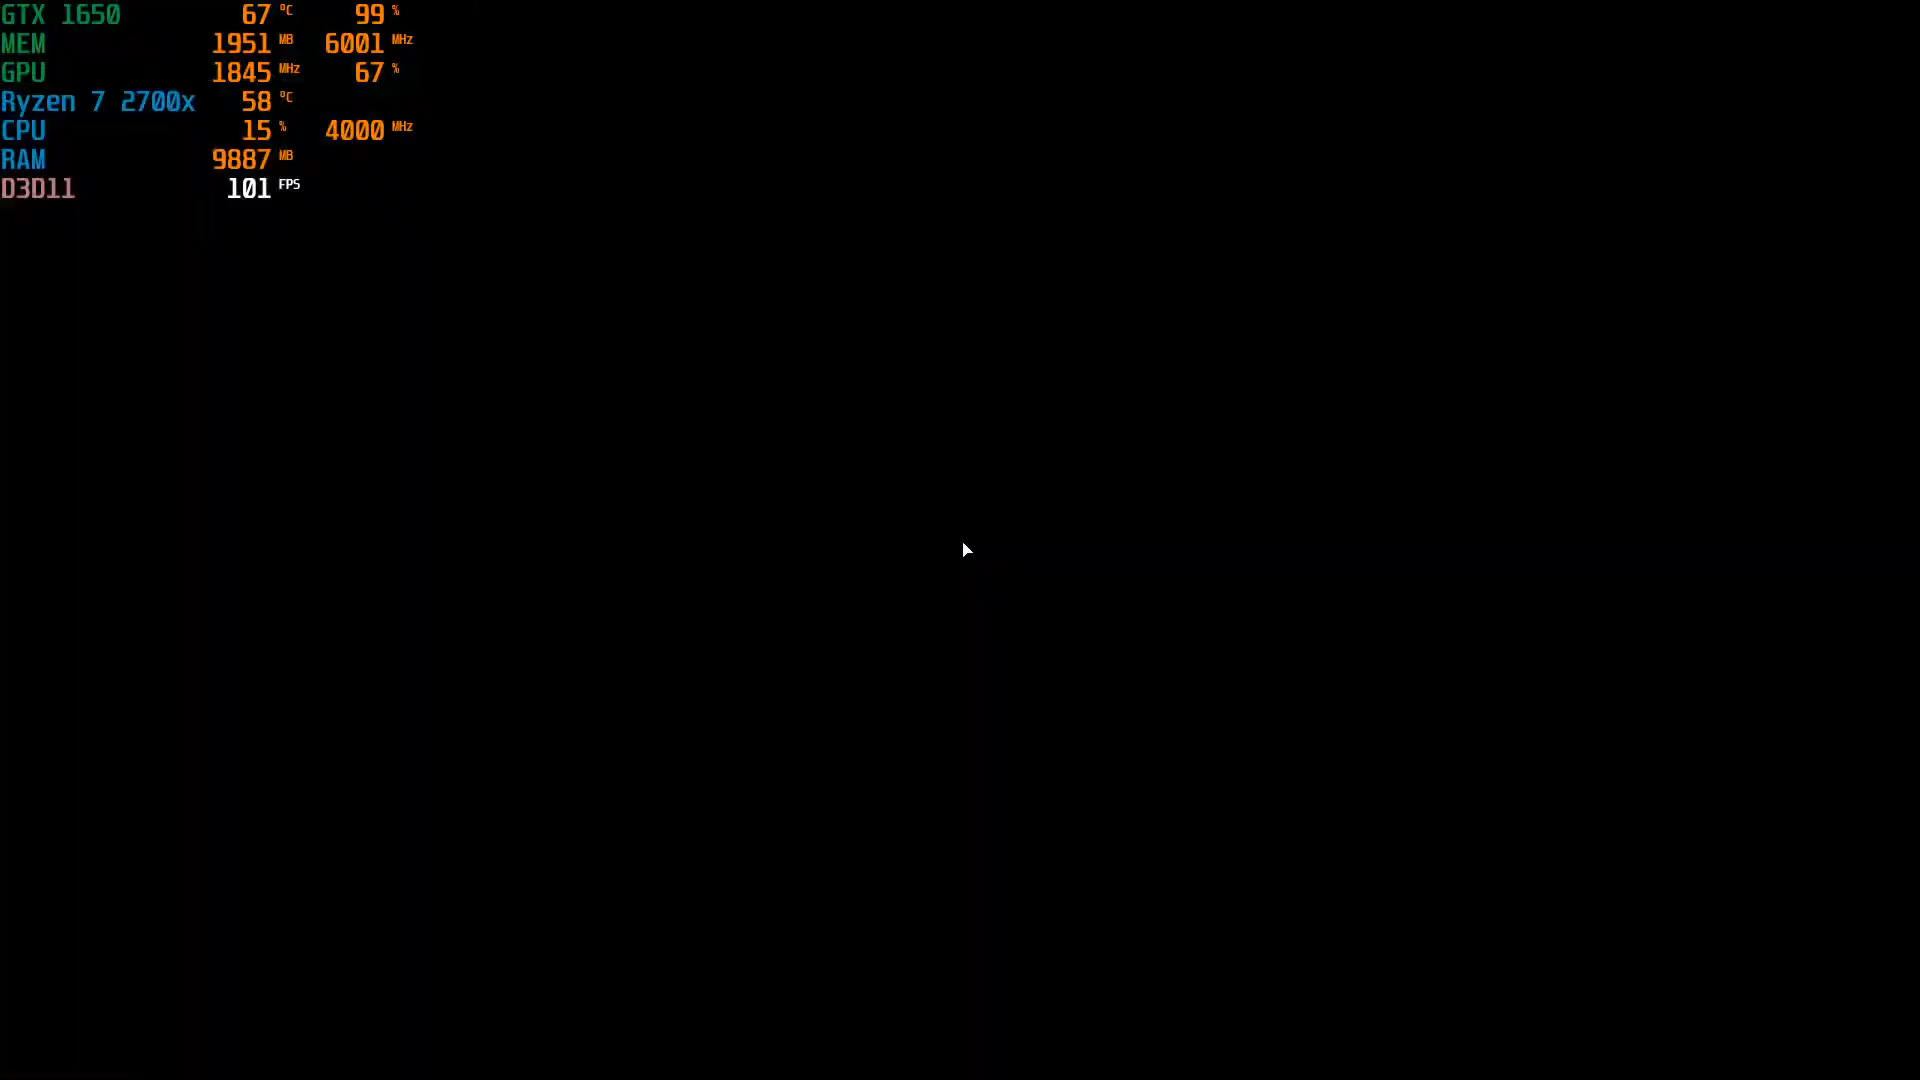 GTX 1650 67 °C 99 %
MEM 1951 MB 6001 MHz
GPU 1845 MHz 67 %
Ryzen 7 2700x 58 °C
CPU 15 % 4000 MHz
RAM 9887 MB
D3D11 101 FPS